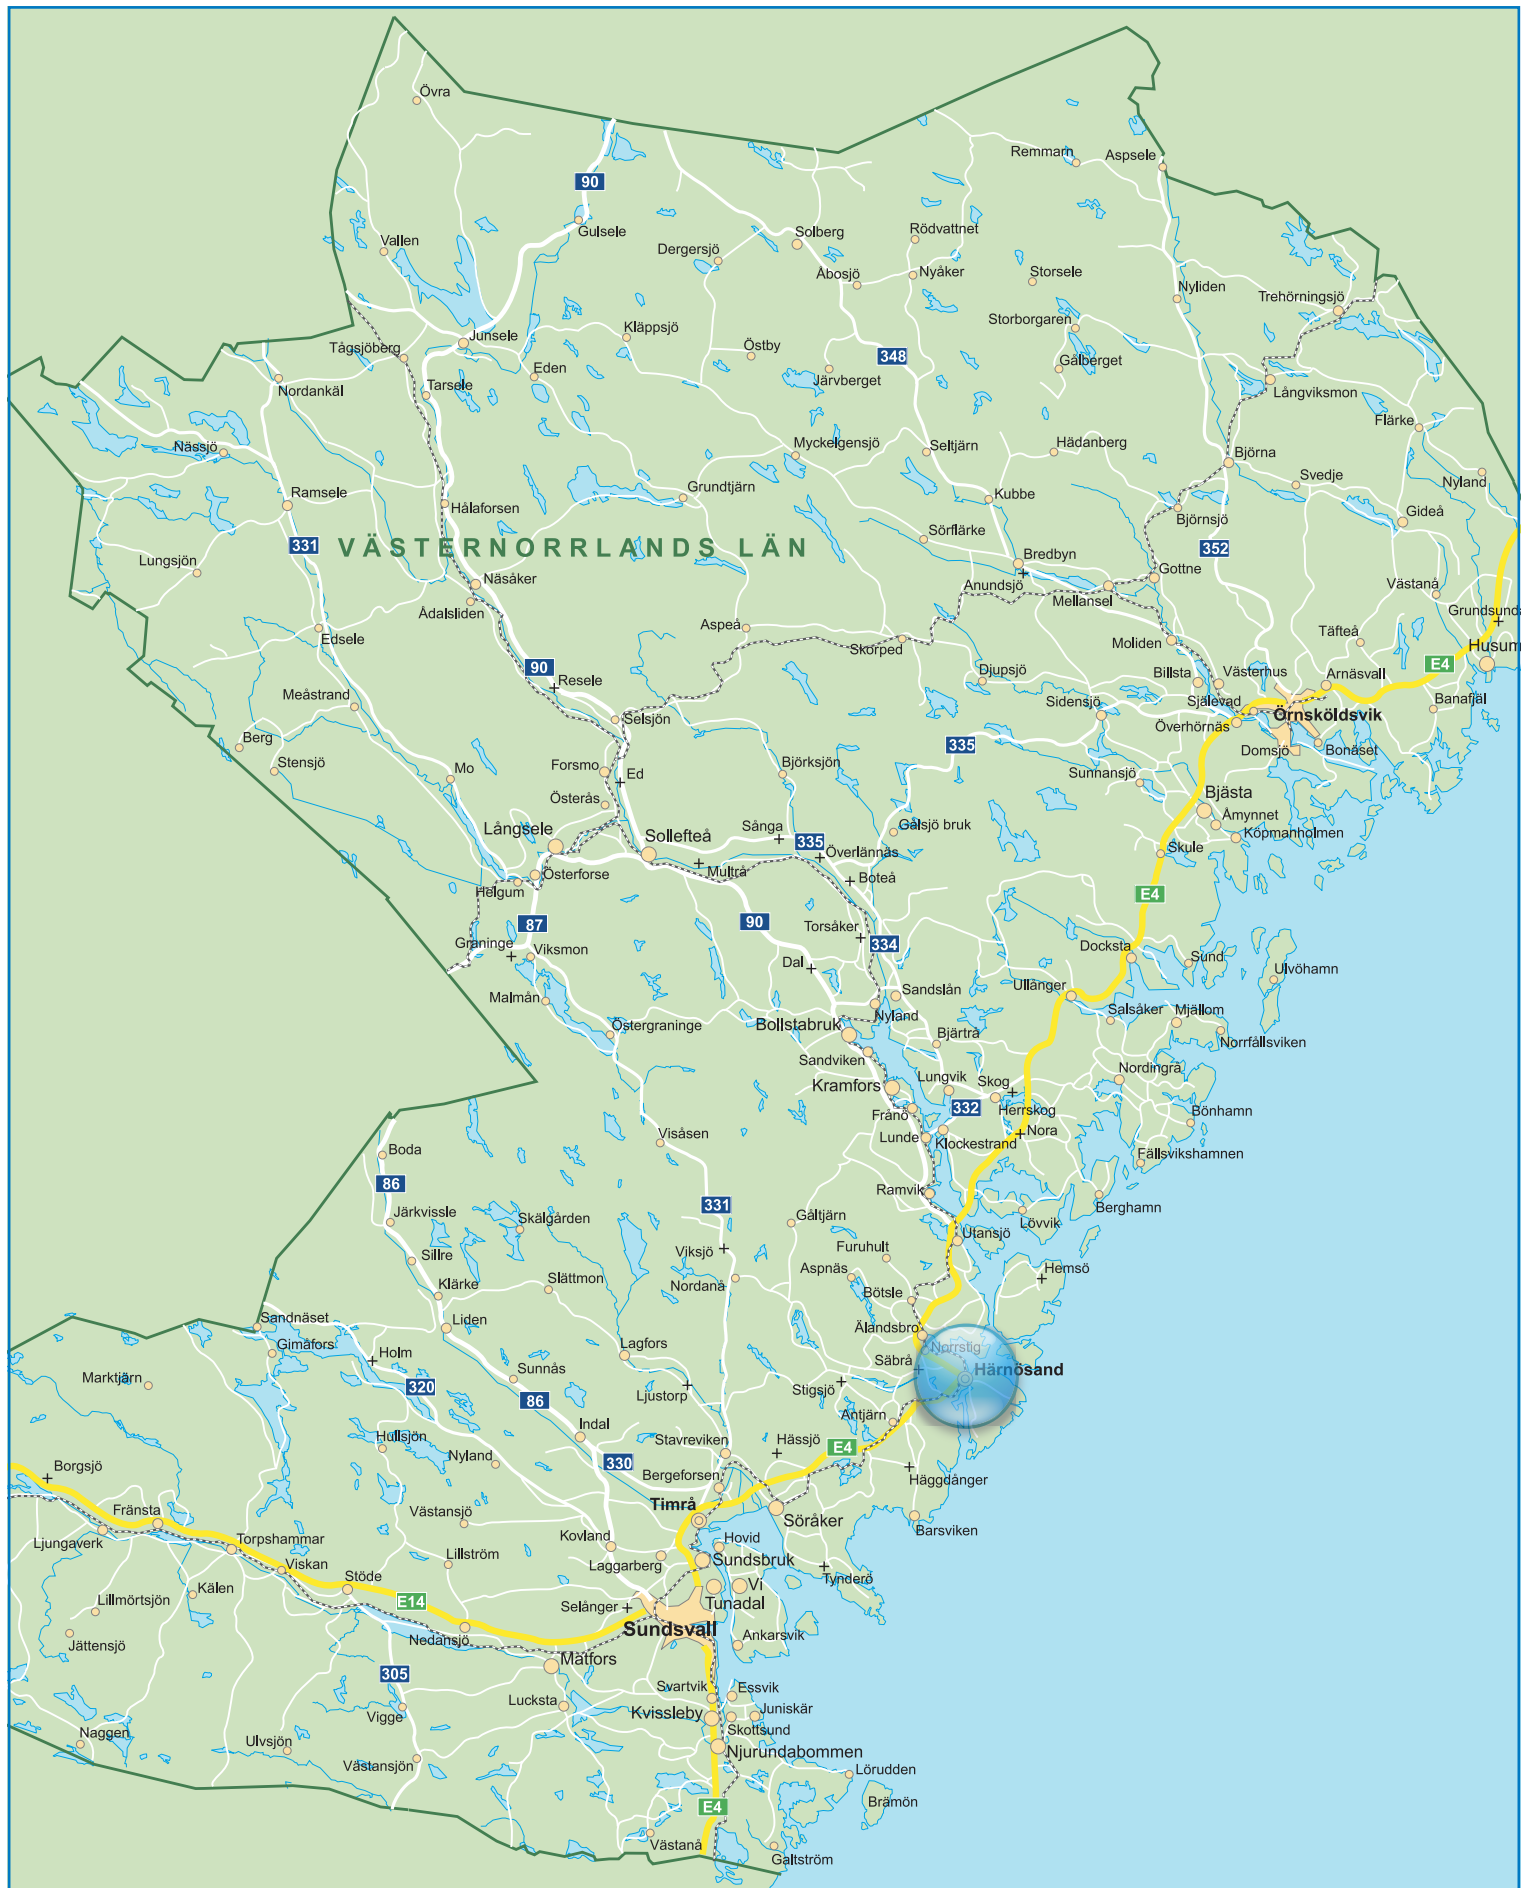 Övra
Remmarn
Aspsele
90
Gulsele
Vallen
Solberg
Rödvattnet
Dergersjö
Åbosjö
Nyåker
Storsele
Nyliden
Trehörningsjö
Storborgaren
Junsele
Kläppsjö
Tågsjöberg
Östby
348
Gålberget
Eden
Järvberget
Nordankäl
Tarsele
Långviksmon
Flärke
Nässjö
Myckelgensjö
Seltjärn
Hädanberg
Björna
Svedje
Nyland
Ramsele
Grundtjärn
Kubbe
Hålaforsen
Björnsjö
Gideå
Sörflärke
331
VÄSTERNORRLANDS LÄN
352
Lungsjön
Bredbyn
Näsåker
Anundsjö
Gottne
Västanå
Mellansel
Ådalsliden
Grundsunda
Edsele
Aspeå
Skorped
Moliden
Täfteå
Husum
90
Resele
Djupsjö
Billsta
Västerhus
Arnäsvall
E4
Meåstrand
Sidensjö
Själevad
Banafjäl
Selsjön
Överhörnäs
Örnsköldsvik
Berg
335
Domsjö
Bonäset
Stensjö
Mo
Forsmo
Ed
Björksjön
Sunnansjö
Österås
Bjästa
Åmynnet
Långsele
Sollefteå
Sånga
335
Gålsjö bruk
Köpmanholmen
Överlännäs
Skule
Österforse
Multrå
Boteå
Helgum
E4
87
90
Torsåker
334
Graninge
Viksmon
Docksta
Dal
Sund
Ulvöhamn
Malmån
Sandslån
Ullånger
Nyland
Salsåker
Mjällom
Östergraninge
Bollstabruk
Bjärtrå
Norrfällsviken
Sandviken
Nordingrå
Kramfors
Lungvik
Skog
Frånö
332
Herrskog
Bönhamn
Lunde
Klockestrand
Nora
Visåsen
Boda
Fällsvikshamnen
86
Ramvik
331
Gåltjärn
Berghamn
Järkvissle
Skälgården
Lövvik
Utansjö
Viksjö
Furuhult
Sillre
Aspnäs
Hemsö
Nordanå
Klärke
Slättmon
Bötsle
Sandnäset
Liden
Älandsbro
Gimåfors
Lagfors
Norrstig
Holm
Säbrå
Härnösand
Marktjärn
Sunnås
320
Ljustorp
Stigsjö
86
Antjärn
Indal
Hullsjön
Stavreviken
Hässjö
E4
Nyland
330
Borgsjö
Bergeforsen
Häggdånger
Timrå
Fränsta
Västansjö
Söråker
Barsviken
Ljungaverk
Torpshammar
Kovland
Hovid
Lillström
Laggarberg
Sundsbruk
Viskan
Stöde
Tynderö
Kälen
Vi
E14
Lillmörtsjön
Selånger
Tunadal
Sundsvall
Jättensjö
Nedansjö
Ankarsvik
Matfors
305
Svartvik
Essvik
Lucksta
Kvissleby
Juniskär
Vigge
Skottsund
Naggen
Ulvsjön
Njurundabommen
Västansjön
Lörudden
Brämön
E4
Västanå
Galtström